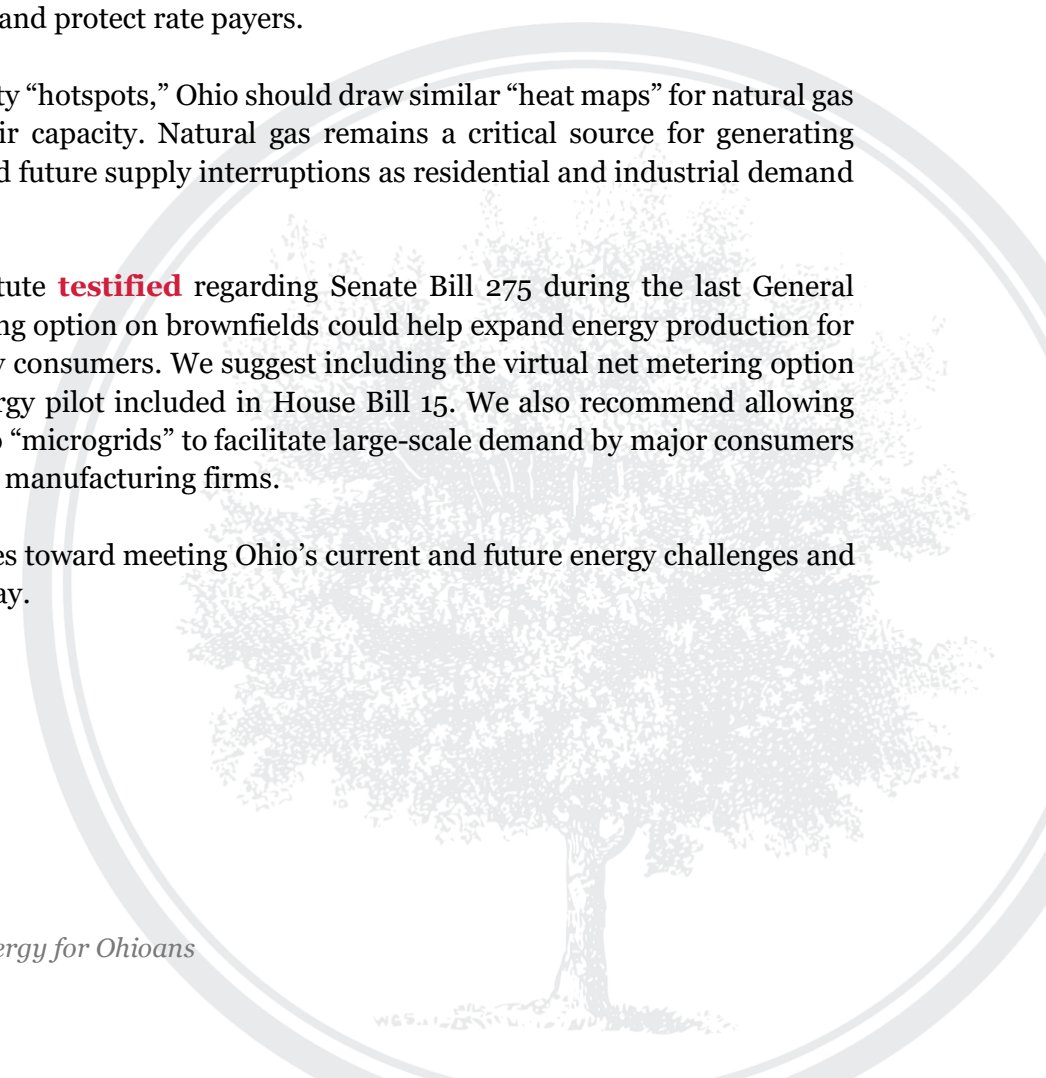 and protect rate payers.
ty “hotspots,” Ohio should draw similar “heat maps” for natural gas
ir capacity. Natural gas remains a critical source for generating
d future supply interruptions as residential and industrial demand
tute testified regarding Senate Bill 275 during the last General
ng option on brownfields could help expand energy production for
y consumers. We suggest including the virtual net metering option
rgy pilot included in House Bill 15. We also recommend allowing
o “microgrids” to facilitate large-scale demand by major consumers
manufacturing firms.
es toward meeting Ohio’s current and future energy challenges and
ay.
ergy for Ohioans